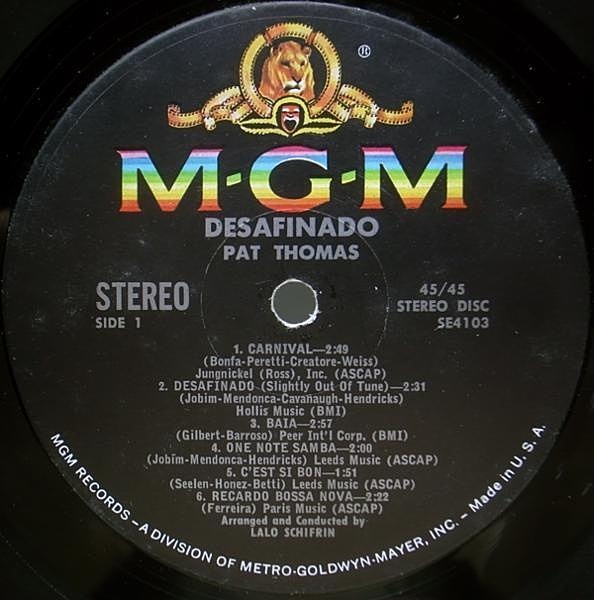 ®
M-G-M
DESAFINADO
PAT THOMAS
STEREO
SIDE 1
45/45
STEREO DISC
SE4103
1. CARNIVAL—2:49
(Bonfa-Peretti-Creatore-Weiss)
Jungnickel (Ross), Inc. (ASCAP)
2. DESAFINADO (Slightly Out Of Tune)—2:31
(Jobim-Mendonca-Cavanaugh-Hendricks)
Hollis Music (BMI)
3. BAIA—2:57
(Gilbert-Barroso) Peer Int'l Corp. (BMI)
4. ONE NOTE SAMBA—2:00
(Jobim-Mendonca-Hendricks) Leeds Music (ASCAP)
5. C'EST SI BON—1:51
(Seelen-Honez-Betti) Leeds Music (ASCAP)
6. RECARDO BOSSA NOVA—2:22
(Ferreira) Paris Music (ASCAP)
Arranged and Conducted by
LALO SCHIFRIN
MGM RECORDS – A DIVISION OF METRO-GOLDWYN-MAYER, INC. – Made in U. S. A.